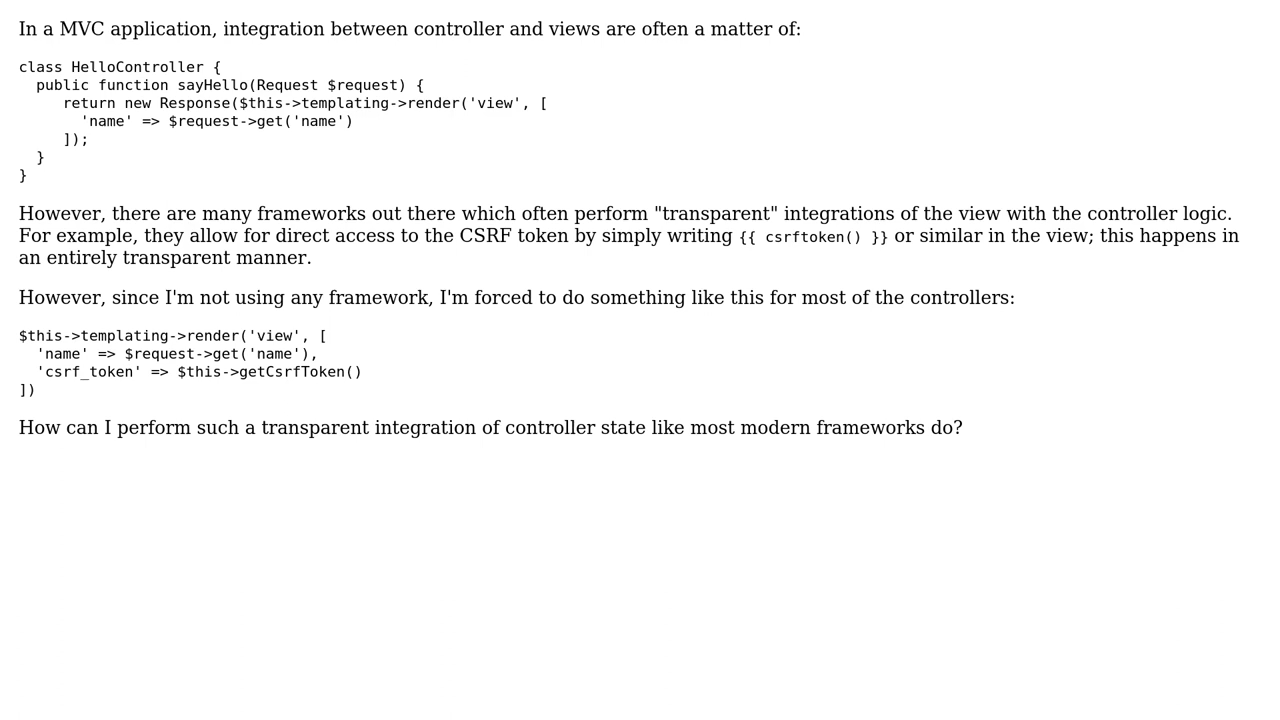 In a MVC application, integration between controller and views are often a matter of:
class HelloController {
  public function sayHello(Request $request) {
     return new Response($this->templating->render('view', [
       'name' => $request->get('name')
     ]);
  }
}
However, there are many frameworks out there which often perform "transparent" integrations of the view with the controller logic.
For example, they allow for direct access to the CSRF token by simply writing {{ csrftoken() }} or similar in the view; this happens in
an entirely transparent manner.
However, since I'm not using any framework, I'm forced to do something like this for most of the controllers:
$this->templating->render('view', [
  'name' => $request->get('name'),
  'csrf_token' => $this->getCsrfToken()
])
How can I perform such a transparent integration of controller state like most modern frameworks do?